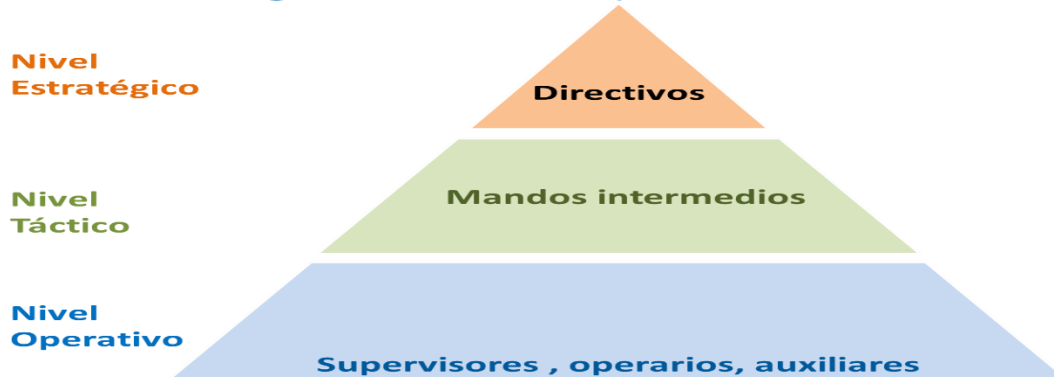 Nivel
Estratégico
Directivos
Nivel
Táctico
Mandos intermedios
Nivel
Operativo
Supervisores , operarios, auxiliares